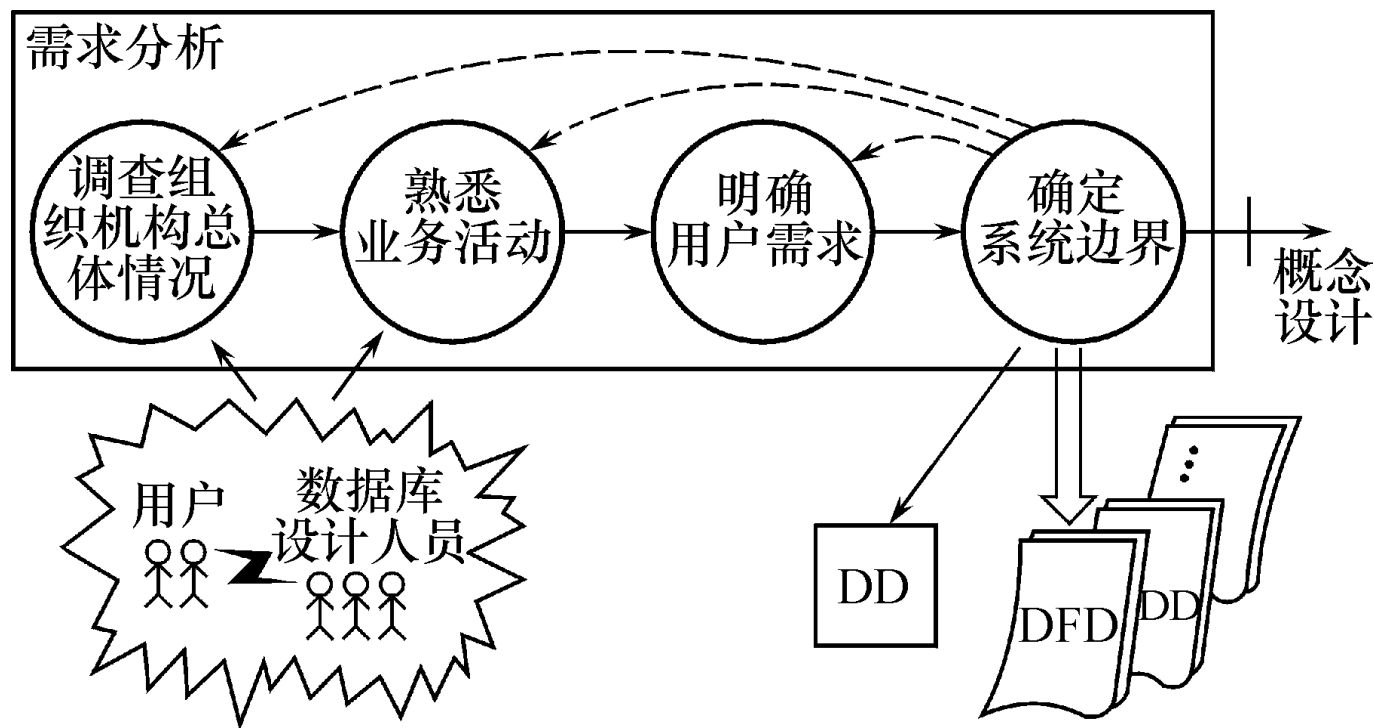 需求分析
调查组
织机构总
体情况
熟悉
业务活动
明确
用户需求
确定
系统边界
概念
设计
用户
数据库
设计人员
DD
DFD
DD